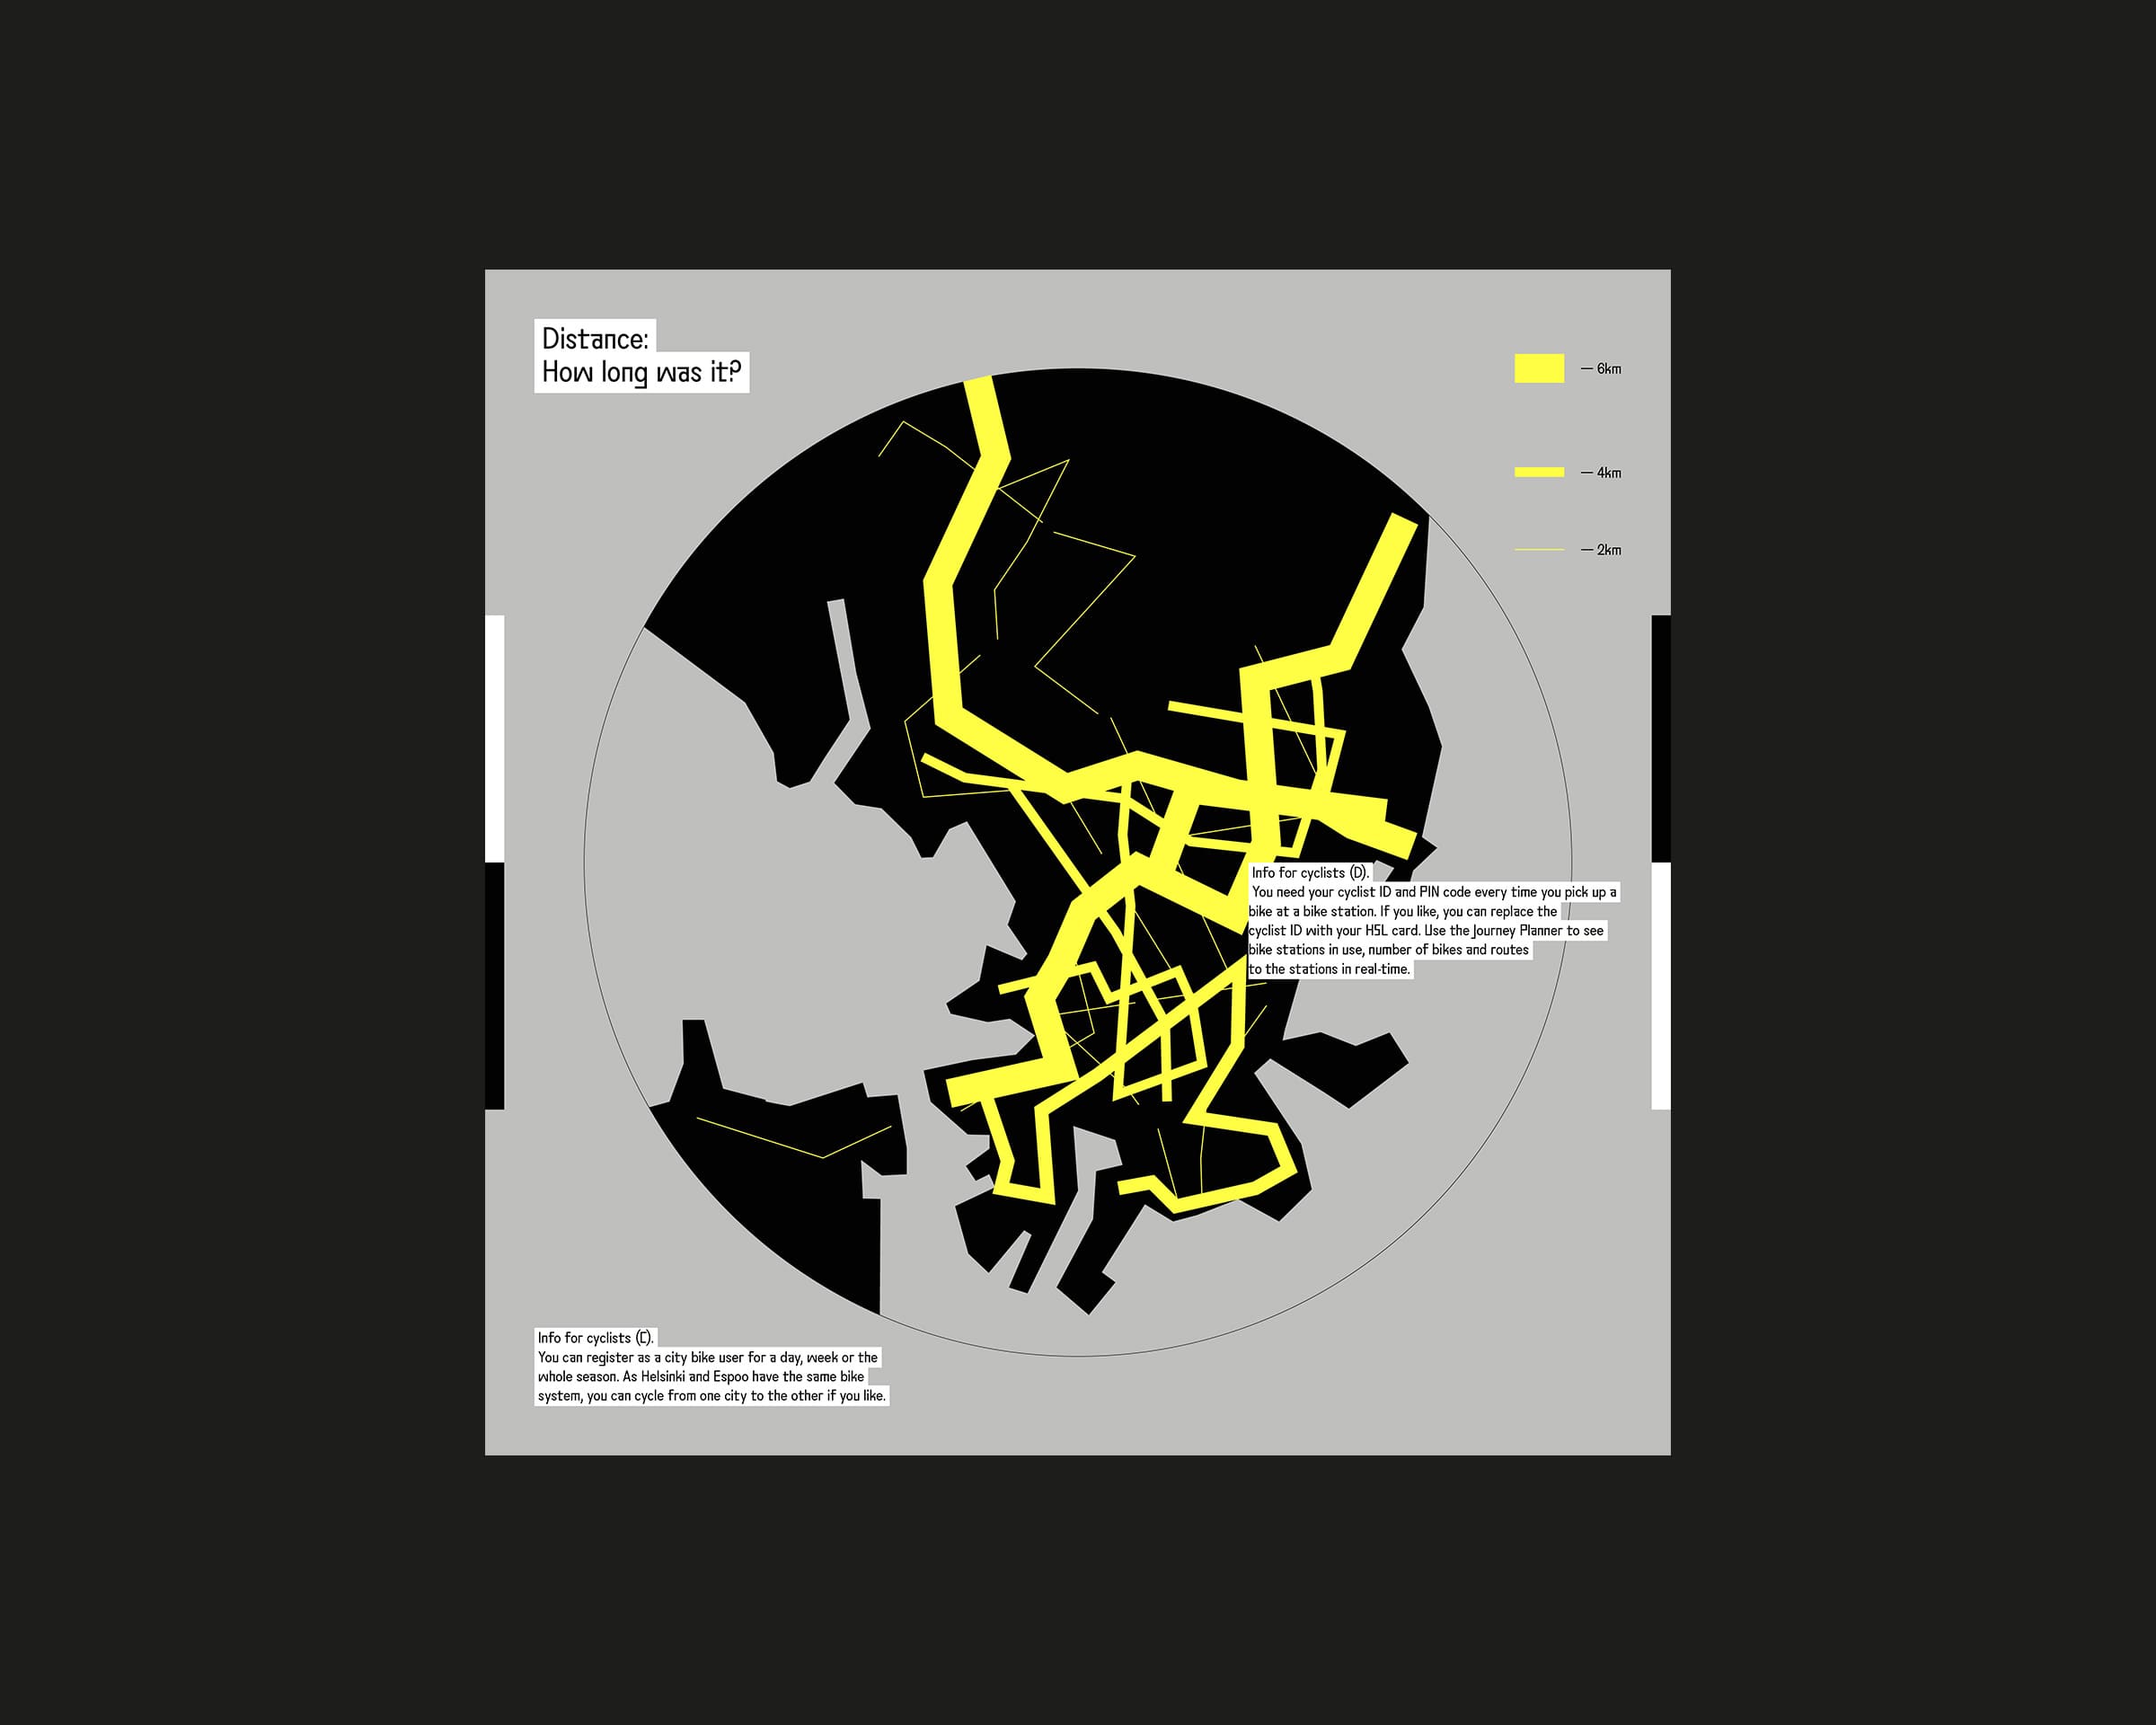 Distance:
How long was it?
— 6km
— 4km
— 2km
Info for cyclists (D).
You need your cyclist ID and PIN code every time you pick up a
bike at a bike station. If you like, you can replace the
cyclist ID with your HSL card. Use the Journey Planner to see
bike stations in use, number of bikes and routes
to the stations in real-time.
Info for cyclists (C).
You can register as a city bike user for a day, week or the
whole season. As Helsinki and Espoo have the same bike
system, you can cycle from one city to the other if you like.